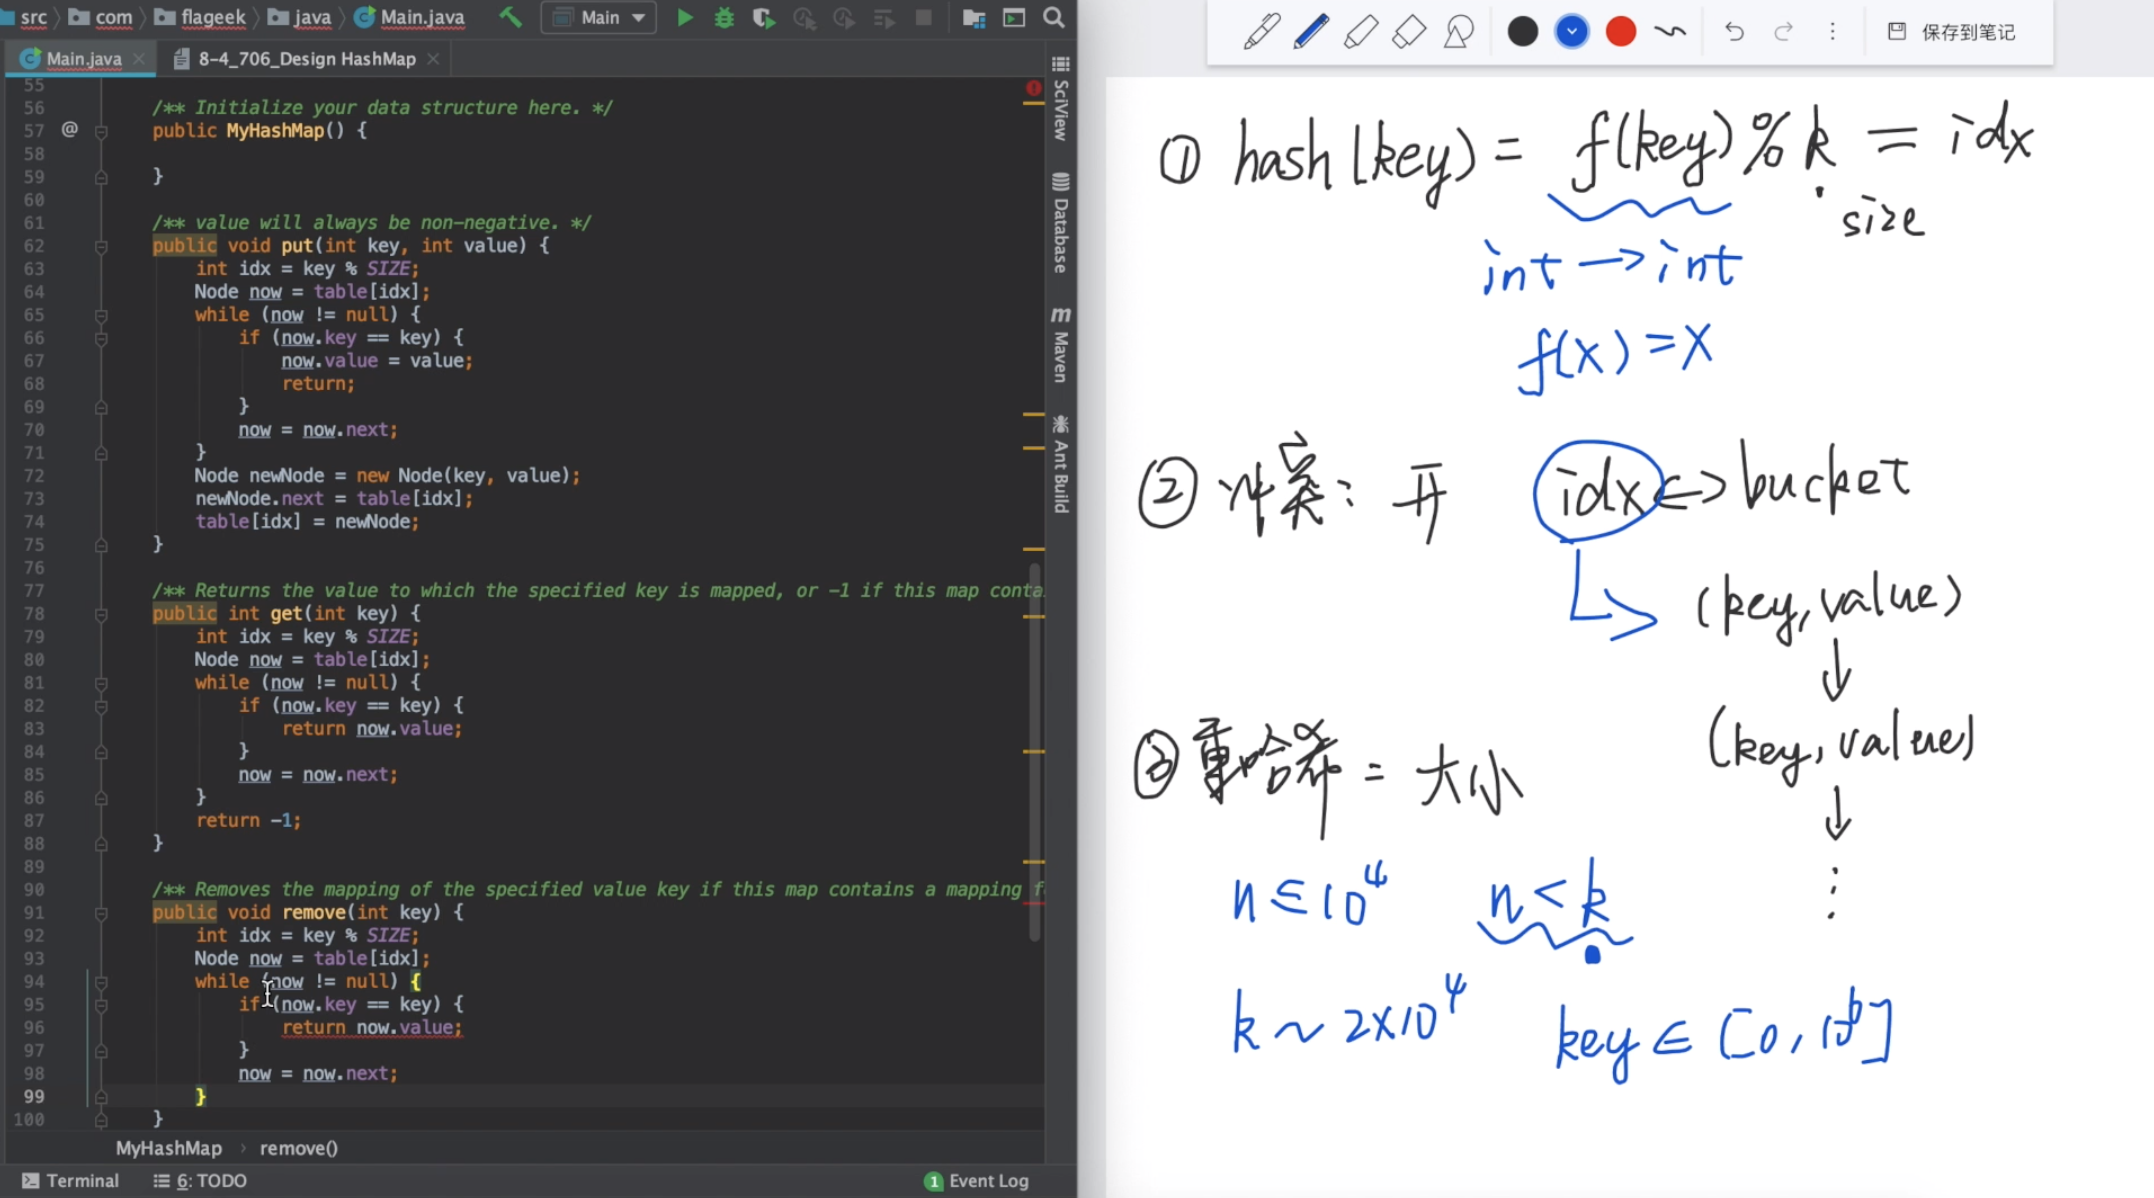 src com flageek java Main.java Main
Main.java 8-4_706_Design HashMap
55
56 /** Initialize your data structure here. */
57 @ public MyHashMap() {
58
59 }
60
61 /** value will always be non-negative. */
62 public void put(int key, int value) {
63 int idx = key % SIZE;
64 Node now = table[idx];
65 while (now != null) {
66 if (now.key == key) {
67 now.value = value;
68 return;
69 }
70 now = now.next;
71 }
72 Node newNode = new Node(key, value);
73 newNode.next = table[idx];
74 table[idx] = newNode;
75 }
76
77 /** Returns the value to which the specified key is mapped, or -1 if this map conta
78 public int get(int key) {
79 int idx = key % SIZE;
80 Node now = table[idx];
81 while (now != null) {
82 if (now.key == key) {
83 return now.value;
84 }
85 now = now.next;
86 }
87 return -1;
88 }
89
90 /** Removes the mapping of the specified value key if this map contains a mapping f
91 public void remove(int key) {
92 int idx = key % SIZE;
93 Node now = table[idx];
94 while (now != null) {
95 if (now.key == key) {
96 return now.value;
97 }
98 now = now.next;
99 }
100 }
MyHashMap remove()
Terminal 6: TODO 1 Event Log
SciView
Database
m Maven
Ant Build
保存到笔记
① hash(key) = f(key) % k = idx
size
int → int
f(x) = x
② 冲突: 开 idx <-> bucket
(key, value)
↓
(key, value)
↓
⋮
③ 重哈希 = 大小
n ≤ 10^4 n < k
k ~ 2×10^4 key ∈ [0, 10^6]